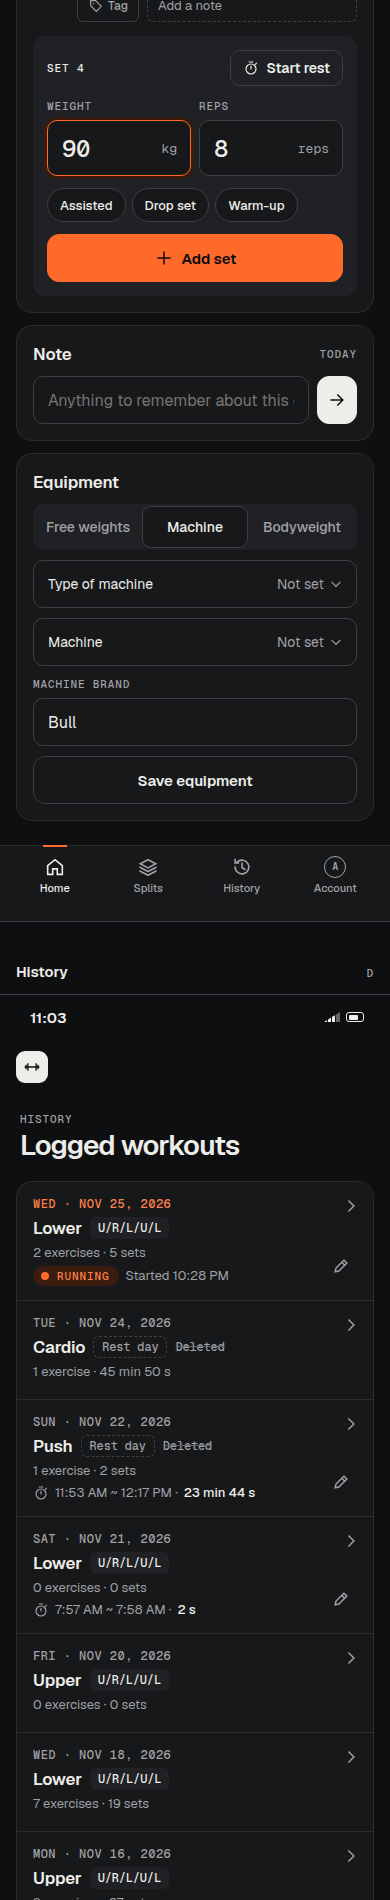 Tag Add a note
SET 4 Start rest
WEIGHT REPS
90 kg 8 reps
Assisted Drop set Warm-up
Add set
Note TODAY
Anything to remember about this
Equipment
Free weights Machine Bodyweight
Type of machine Not set
Machine Not set
MACHINE BRAND
Bull
Save equipment
Home Splits History A Account
History D
11:03
HISTORY
Logged workouts
WED · NOV 25, 2026
Lower U/R/L/U/L
2 exercises · 5 sets
RUNNING Started 10:28 PM
TUE · NOV 24, 2026
Cardio Rest day Deleted
1 exercise · 45 min 50 s
SUN · NOV 22, 2026
Push Rest day Deleted
1 exercise · 2 sets
11:53 AM ~ 12:17 PM · 23 min 44 s
SAT · NOV 21, 2026
Lower U/R/L/U/L
0 exercises · 0 sets
7:57 AM ~ 7:58 AM · 2 s
FRI · NOV 20, 2026
Upper U/R/L/U/L
0 exercises · 0 sets
WED · NOV 18, 2026
Lower U/R/L/U/L
7 exercises · 19 sets
MON · NOV 16, 2026
Upper U/R/L/U/L